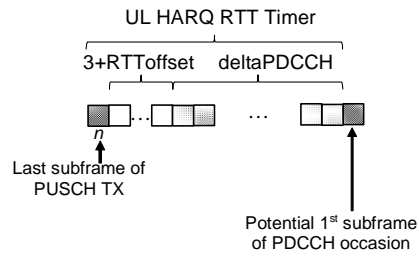 UL HARQ RTT Timer
3+RTToffset deltaPDCCH
... ...
n
Last subframe of
PUSCH TX
Potential 1st subframe
of PDCCH occasion